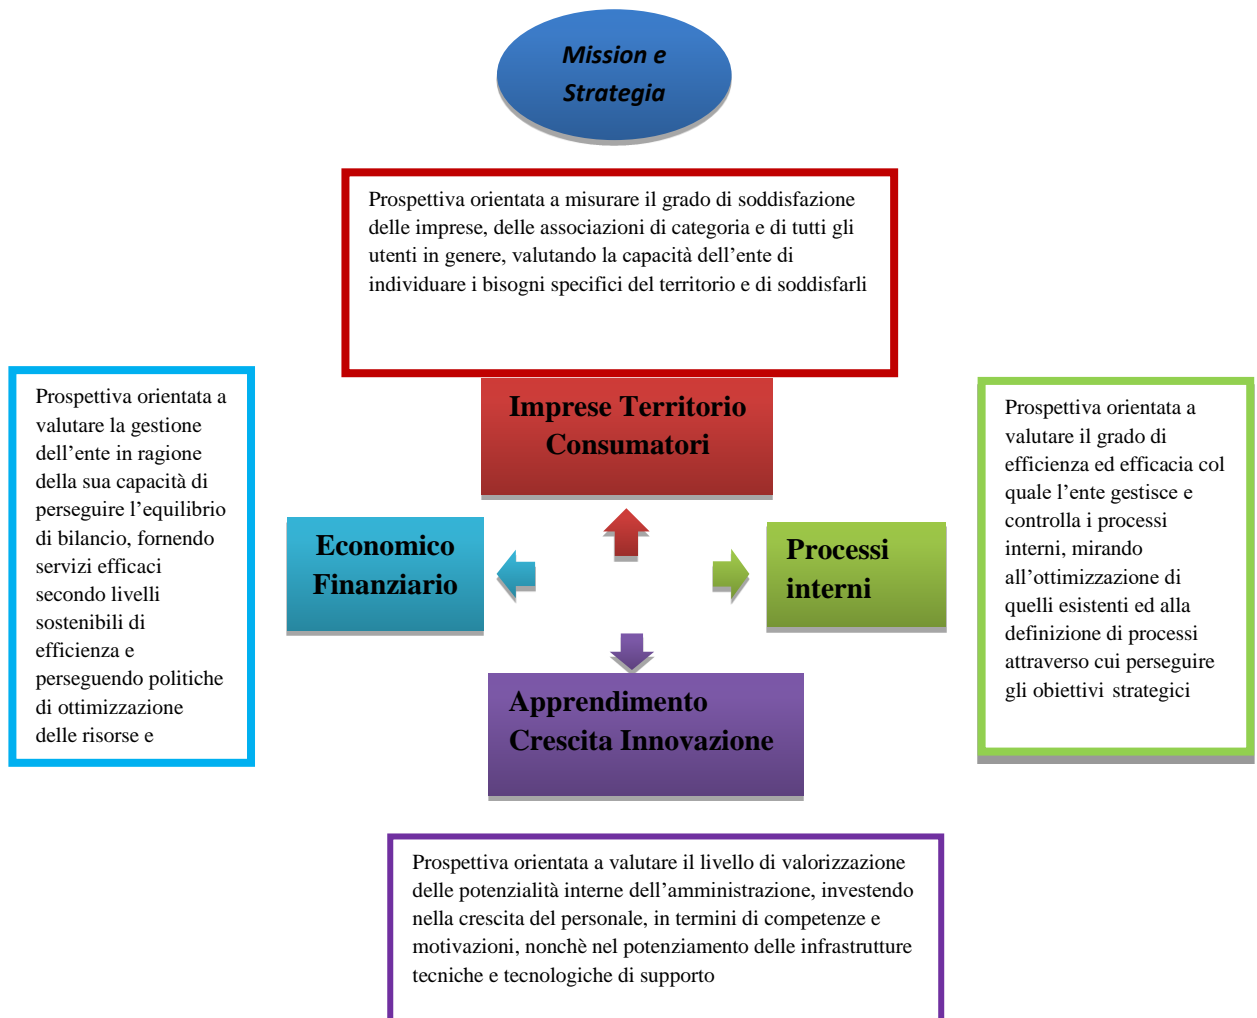 Mission e
Strategia
Prospettiva orientata a misurare il grado di soddisfazione
delle imprese, delle associazioni di categoria e di tutti gli
utenti in genere, valutando la capacità dell’ente di
individuare i bisogni specifici del territorio e di soddisfarli
Imprese Territorio
Consumatori
Prospettiva orientata a
valutare la gestione
dell’ente in ragione
della sua capacità di
perseguire l’equilibrio
di bilancio, fornendo
servizi efficaci
secondo livelli
sostenibili di
efficienza e
perseguendo politiche
di ottimizzazione
delle risorse e
Economico
Finanziario
Processi
interni
Prospettiva orientata a
valutare il grado di
efficienza ed efficacia col
quale l’ente gestisce e
controlla i processi
interni, mirando
all’ottimizzazione di
quelli esistenti ed alla
definizione di processi
attraverso cui perseguire
gli obiettivi strategici
Apprendimento
Crescita Innovazione
Prospettiva orientata a valutare il livello di valorizzazione
delle potenzialità interne dell’amministrazione, investendo
nella crescita del personale, in termini di competenze e
motivazioni, nonchè nel potenziamento delle infrastrutture
tecniche e tecnologiche di supporto